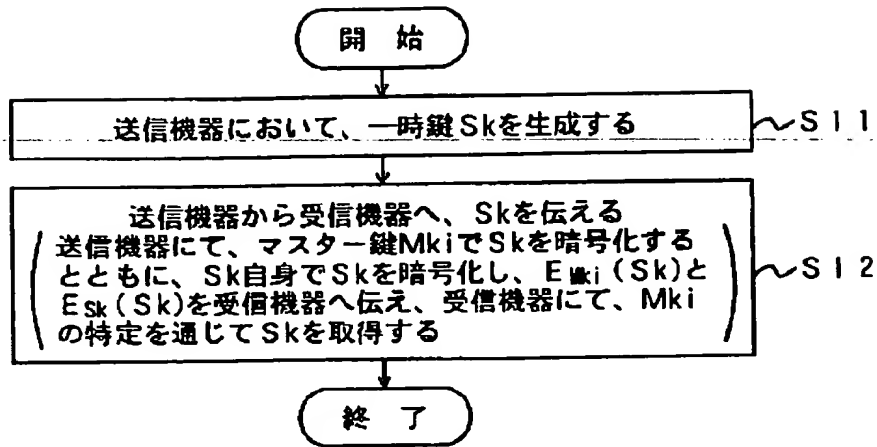 開 始
送信機器において、一時鍵Skを生成する
S11
送信機器から受信機器へ、Skを伝える
送信機器にて、マスター鍵MkiでSkを暗号化する
とともに、Sk自身でSkを暗号化し、EMki(Sk)と
ESk(Sk)を受信機器へ伝え、受信機器にて、Mki
の特定を通じてSkを取得する
S12
終 了